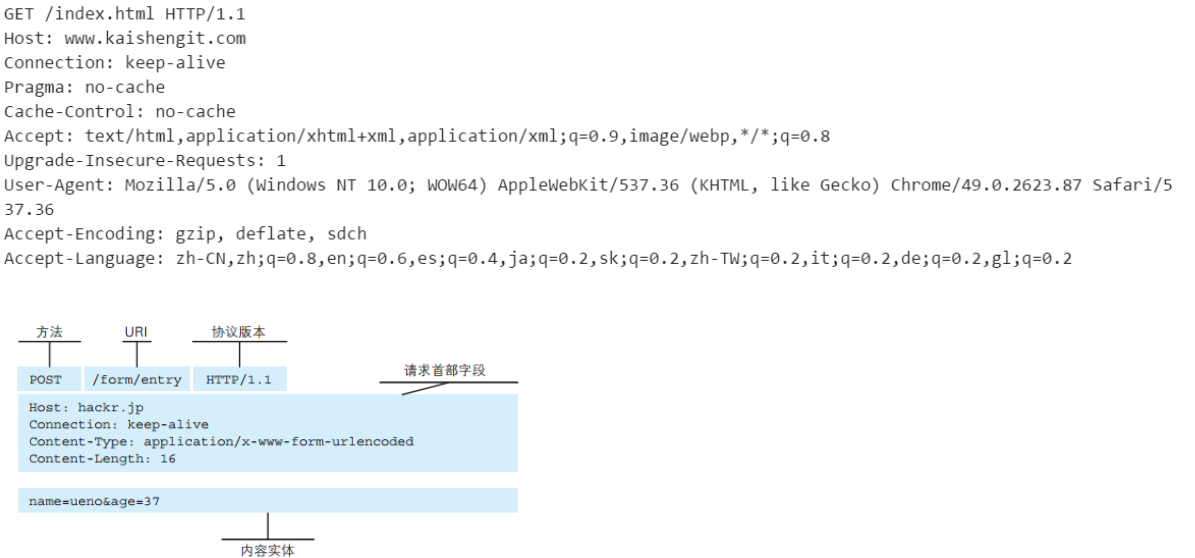 GET /index.html HTTP/1.1
Host: www.kaishengit.com
Connection: keep-alive
Pragma: no-cache
Cache-Control: no-cache
Accept: text/html,application/xhtml+xml,application/xml;q=0.9,image/webp,*/*;q=0.8
Upgrade-Insecure-Requests: 1
User-Agent: Mozilla/5.0 (Windows NT 10.0; WOW64) AppleWebKit/537.36 (KHTML, like Gecko) Chrome/49.0.2623.87 Safari/5
37.36
Accept-Encoding: gzip, deflate, sdch
Accept-Language: zh-CN,zh;q=0.8,en;q=0.6,es;q=0.4,ja;q=0.2,sk;q=0.2,zh-TW;q=0.2,it;q=0.2,de;q=0.2,gl;q=0.2
方法 URI 协议版本
请求首部字段
POST /form/entry HTTP/1.1
Host: hackr.jp
Connection: keep-alive
Content-Type: application/x-www-form-urlencoded
Content-Length: 16
name=ueno&age=37
内容实体